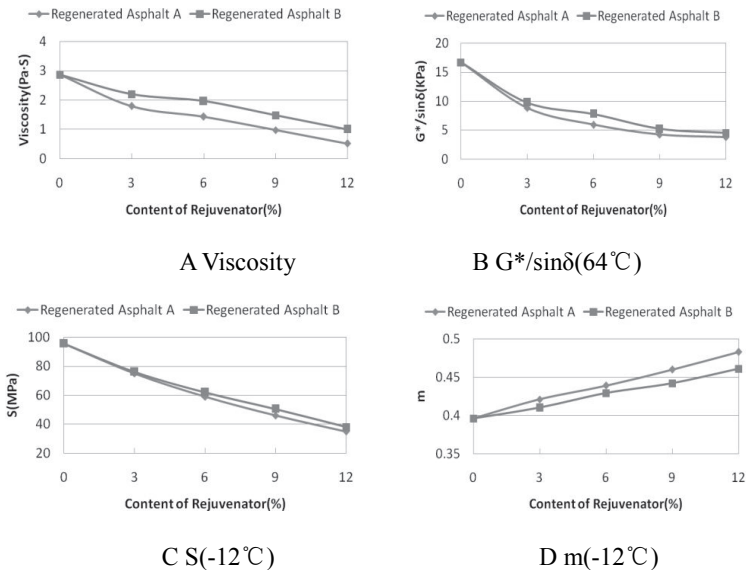 Regenerated Asphalt A Regenerated Asphalt B
Viscosity(Pa·S)
4
3
2
1
0
0 3 6 9 12
Content of Rejuvenator(%)
A Viscosity
Regenerated Asphalt A Regenerated Asphalt B
G*/sinδ(KPa)
20
15
10
5
0
0 3 6 9 12
Content of Rejuvenator(%)
B G*/sinδ(64℃)
Regenerated Asphalt A Regenerated Asphalt B
S(MPa)
100
80
60
40
20
0 3 6 9 12
Content of Rejuvenator(%)
C S(-12℃)
Regenerated Asphalt A Regenerated Asphalt B
m
0.5
0.45
0.4
0.35
0 3 6 9 12
Content of Rejuvenator(%)
D m(-12℃)